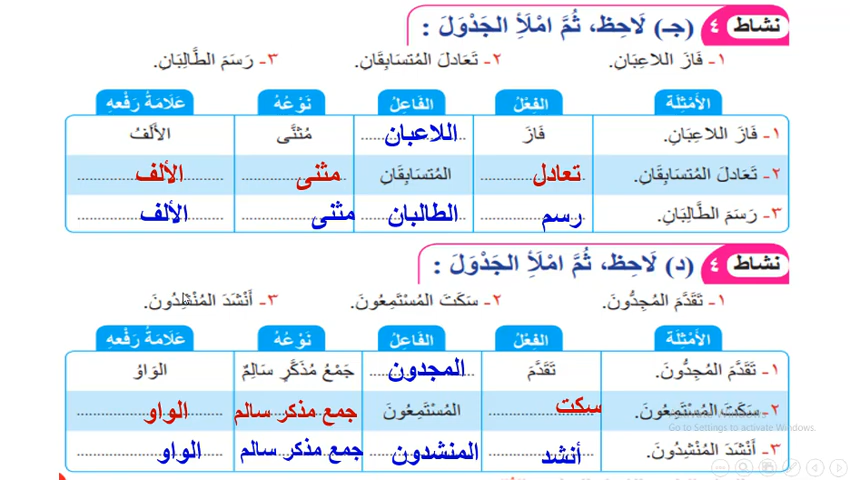 نشاط ٤ (جـ) لَاحِظ، ثُمَّ امْلَأِ الجَدْوَلَ :
١- فَازَ اللاعِبَانِ. ٢- تَعَادَلَ المُتسَابِقَانِ. ٣- رَسَمَ الطَّالِبَانِ.
الأَمْثِلَة الفِعْلُ الفَاعِلُ نَوْعُهُ عَلَامَةُ رَفْعِهِ
١- فَازَ اللاعِبَانِ. فَازَ اللاعبان مُثَنَّى الأَلَفُ
٢- تَعَادَلَ المُتسَابِقَانِ. تعادل المُتسَابِقَانِ مثنى الألف
٣- رَسَمَ الطَّالِبَانِ. رسم الطالبان مثنى الألف
نشاط ٤ (د) لَاحِظ، ثُمَّ امْلَأِ الجَدْوَلَ :
١- تَقَدَّمَ المُجِدُّونَ. ٢- سَكَتَ المُسْتَمِعُونَ. ٣- أَنْشَدَ المُنْشِدُونَ.
الأَمْثِلَة الفِعْلُ الفَاعِلُ نَوْعُهُ عَلَامَةُ رَفْعِهِ
١- تَقَدَّمَ المُجِدُّونَ. تَقَدَّمَ المجدون جَمْعُ مُذَكَّرٍ سَالِمٌ الوَاوُ
٢- سَكَتَ المُسْتَمِعُونَ. سكت المُسْتَمِعُونَ جمع مذكر سالم الواو
Go to Settings to activate Windows.
٣- أَنْشَدَ المُنْشِدُونَ. أنشد المنشدون جمع مذكر سالم الواو